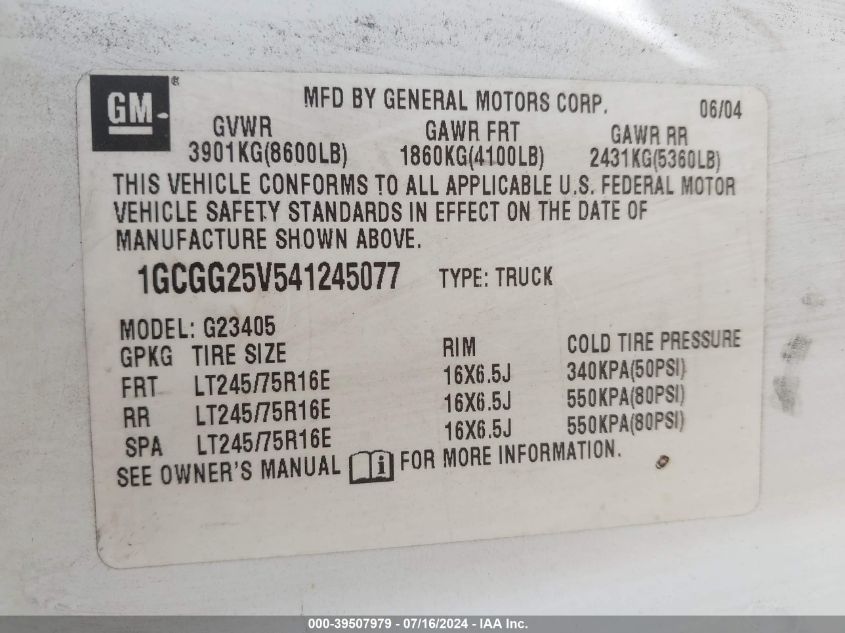 GM ®
MFD BY GENERAL MOTORS CORP. 06/04
GVWR GAWR FRT GAWR RR
3901KG(8600LB) 1860KG(4100LB) 2431KG(5360LB)
THIS VEHICLE CONFORMS TO ALL APPLICABLE U.S. FEDERAL MOTOR
VEHICLE SAFETY STANDARDS IN EFFECT ON THE DATE OF
MANUFACTURE SHOWN ABOVE.
1GCGG25V541245077 TYPE: TRUCK
MODEL: G23405
GPKG TIRE SIZE RIM COLD TIRE PRESSURE
FRT LT245/75R16E 16X6.5J 340KPA(50PSI)
RR LT245/75R16E 16X6.5J 550KPA(80PSI)
SPA LT245/75R16E 16X6.5J 550KPA(80PSI)
SEE OWNER'S MANUAL i FOR MORE INFORMATION.
000-39507979 - 07/16/2024 - IAA Inc.